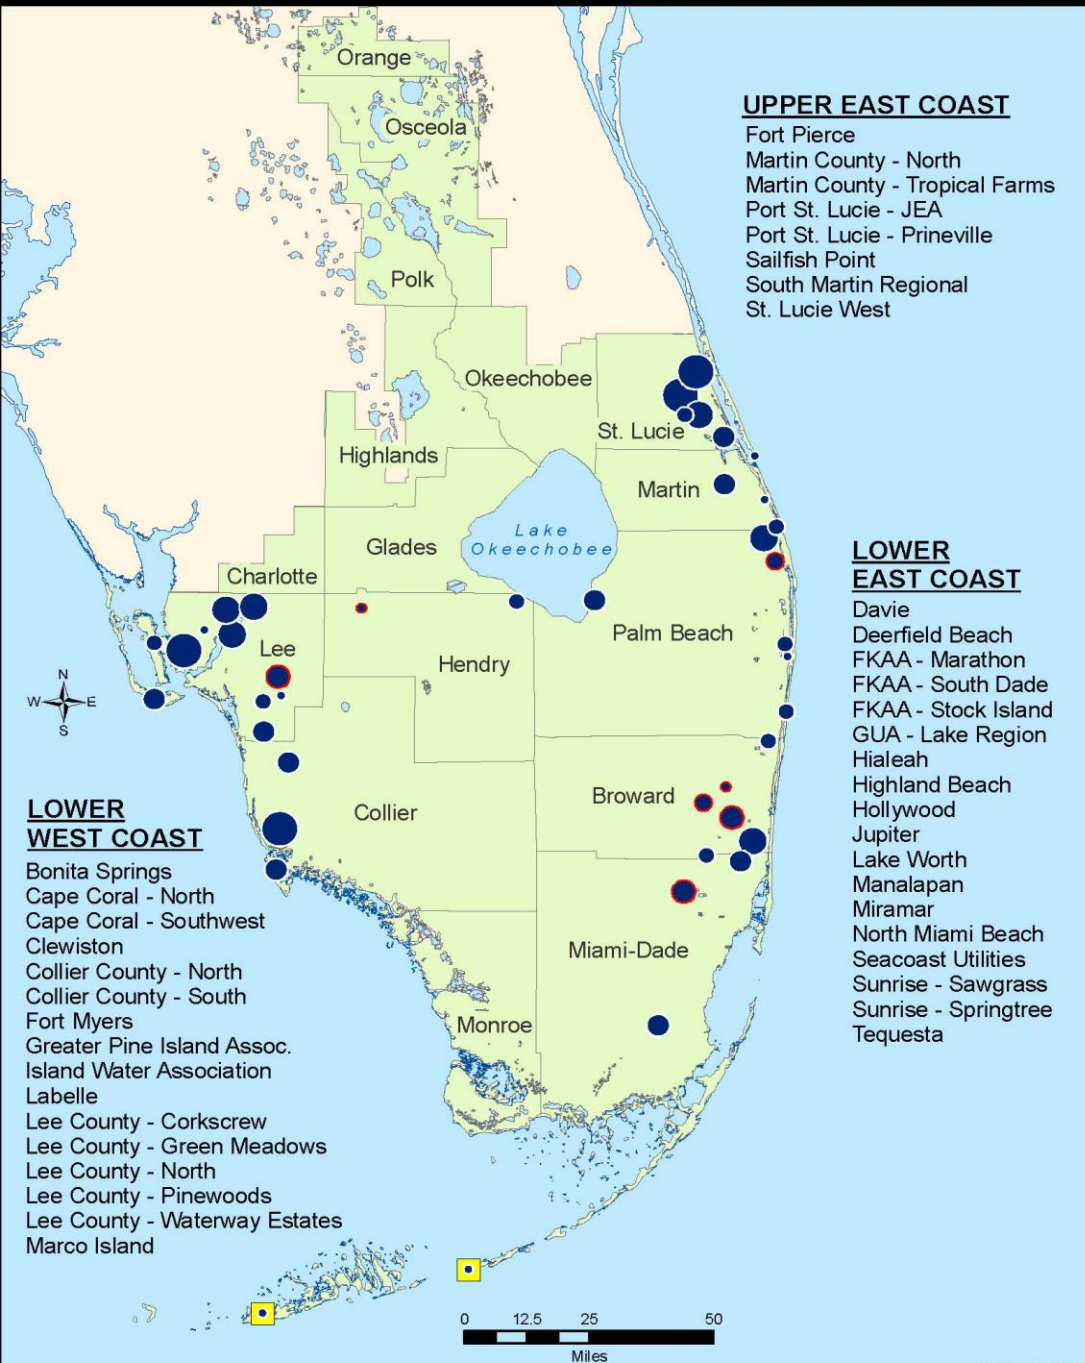 Orange
Osceola
Polk
Okeechobee
St. Lucie
Highlands
Martin
Lake
Okeechobee
Glades
Charlotte
Palm Beach
Lee
Hendry
N
W E
S
Broward
Collier
Miami-Dade
Monroe
UPPER EAST COAST
Fort Pierce
Martin County - North
Martin County - Tropical Farms
Port St. Lucie - JEA
Port St. Lucie - Prineville
Sailfish Point
South Martin Regional
St. Lucie West
LOWER
EAST COAST
Davie
Deerfield Beach
FKAA - Marathon
FKAA - South Dade
FKAA - Stock Island
GUA - Lake Region
Hialeah
Highland Beach
Hollywood
Jupiter
Lake Worth
Manalapan
Miramar
North Miami Beach
Seacoast Utilities
Sunrise - Sawgrass
Sunrise - Springtree
Tequesta
LOWER
WEST COAST
Bonita Springs
Cape Coral - North
Cape Coral - Southwest
Clewiston
Collier County - North
Collier County - South
Fort Myers
Greater Pine Island Assoc.
Island Water Association
Labelle
Lee County - Corkscrew
Lee County - Green Meadows
Lee County - North
Lee County - Pinewoods
Lee County - Waterway Estates
Marco Island
0 12.5 25 50
Miles